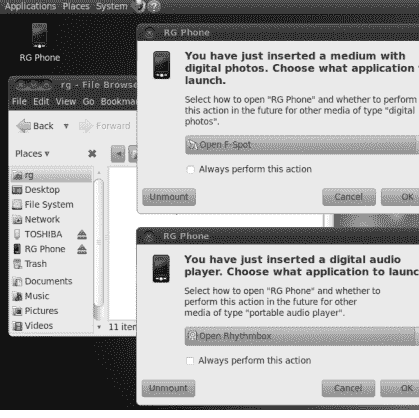 Applications Places System
RG Phone
rg - File Browse
File Edit View Go Bookma
Back Forward
Places
rg
Desktop
File System
Network
TOSHIBA
RG Phone
Trash
Documents
Music
Pictures
Videos
11 iten
RG Phone
You have just inserted a medium with
digital photos. Choose what application
launch.
Select how to open "RG Phone" and whether to perform
this action in the future for other media of type "digital
photos".
Open F-Spot
Always perform this action
Unmount Cancel OK
RG Phone
You have just inserted a digital audio
player. Choose what application to launc
Select how to open "RG Phone" and whether to
perform this action in the future for other
media of type "portable audio player".
Open Rhythmbox
Always perform this action
Unmount Cancel OK